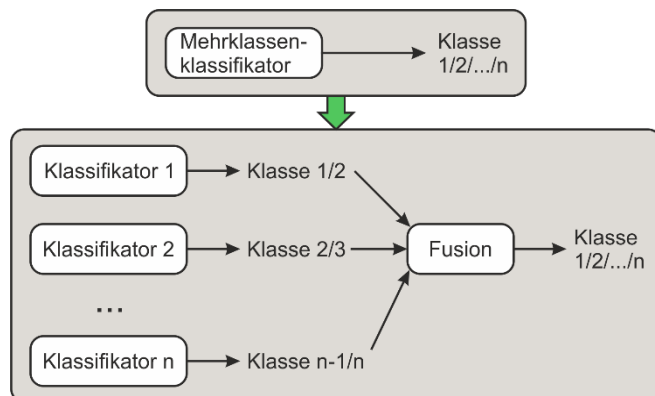 Mehrklassen-
klassifikator
Klasse
1/2/.../n
Klassifikator 1
Klasse 1/2
Klassifikator 2
Klasse 2/3
Fusion
Klasse
1/2/.../n
...
Klassifikator n
Klasse n-1/n